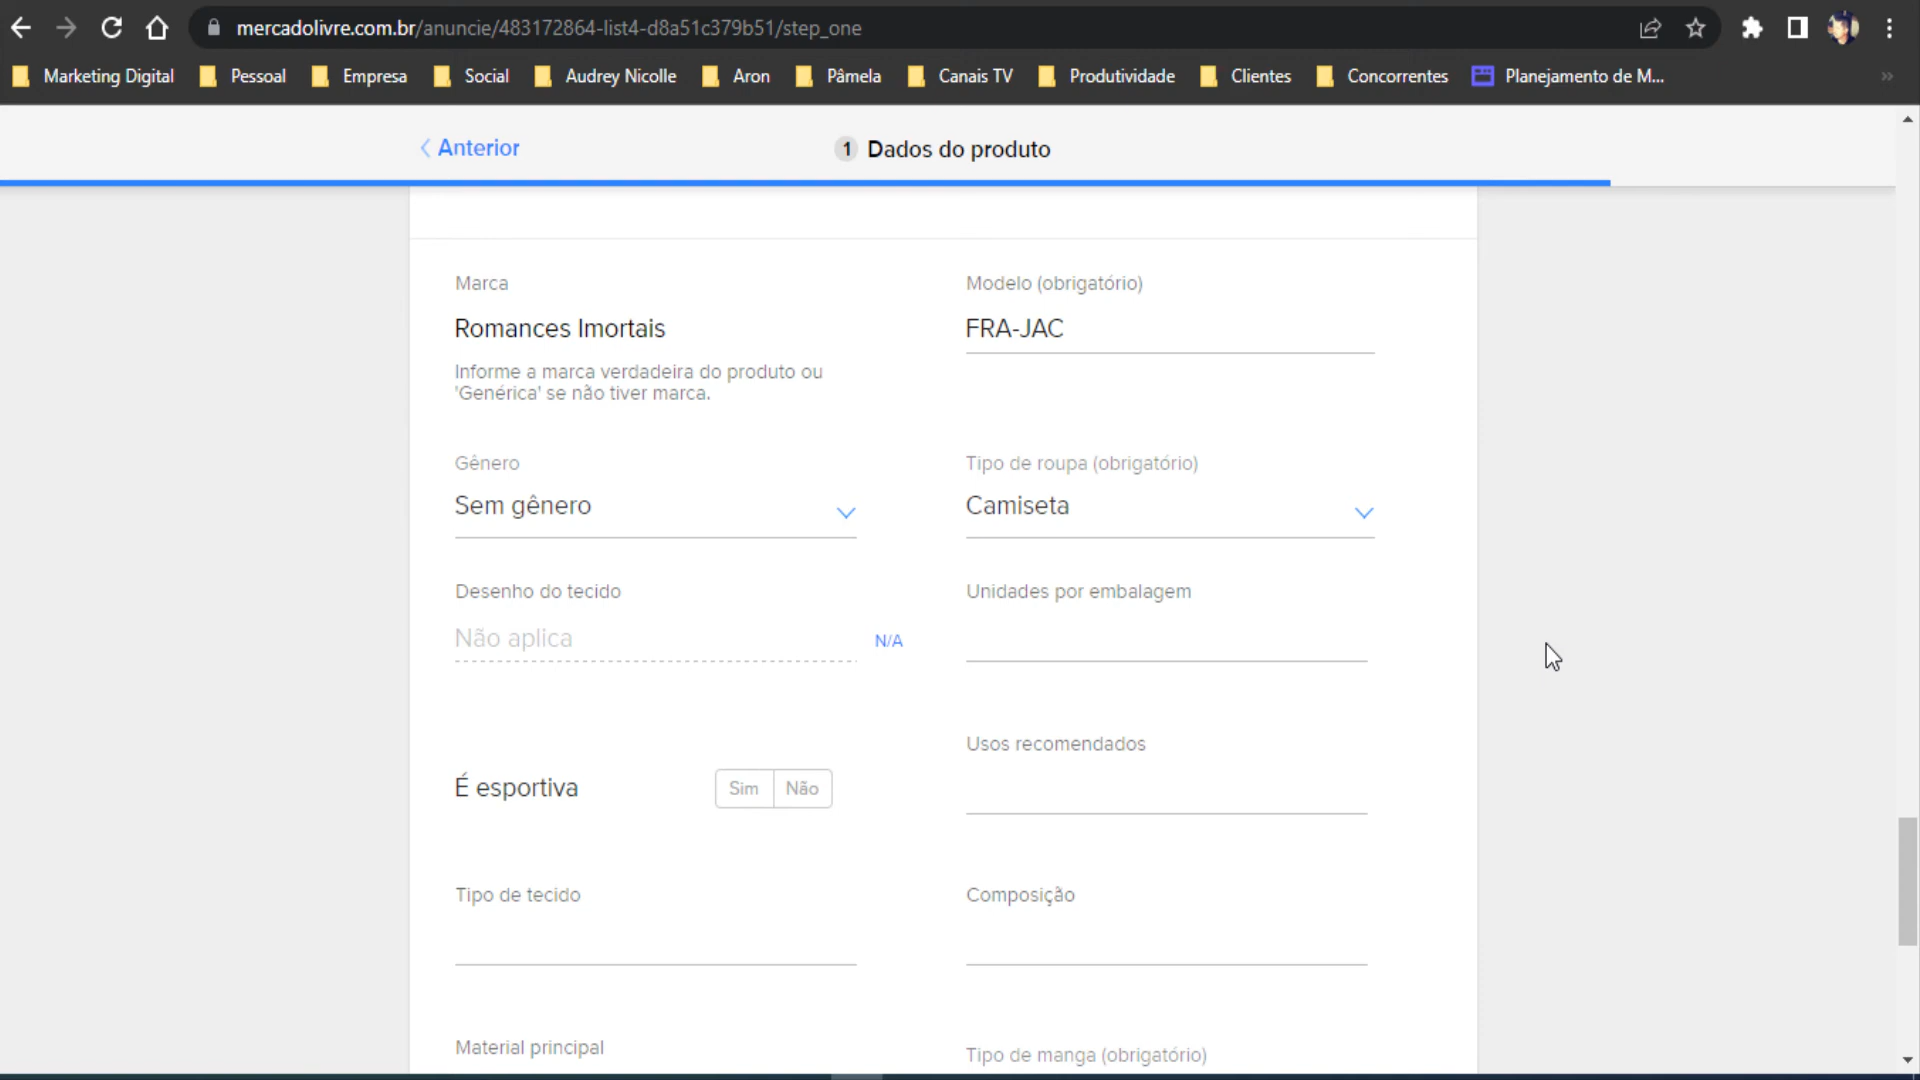 mercadolivre.com.br/anuncie/483172864-list4-d8a51c379b51/step_one
Marketing Digital Pessoal Empresa Social Audrey Nicolle Aron Pâmela Canais TV Produtividade Clientes Concorrentes Planejamento de M... »
Anterior
1 Dados do produto
Marca
Romances Imortais
Informe a marca verdadeira do produto ou
'Genérica' se não tiver marca.
Modelo (obrigatório)
FRA-JAC
Gênero
Sem gênero
Tipo de roupa (obrigatório)
Camiseta
Desenho do tecido
Não aplica N/A
Unidades por embalagem
É esportiva Sim Não
Usos recomendados
Tipo de tecido
Composição
Material principal
Tipo de manga (obrigatório)